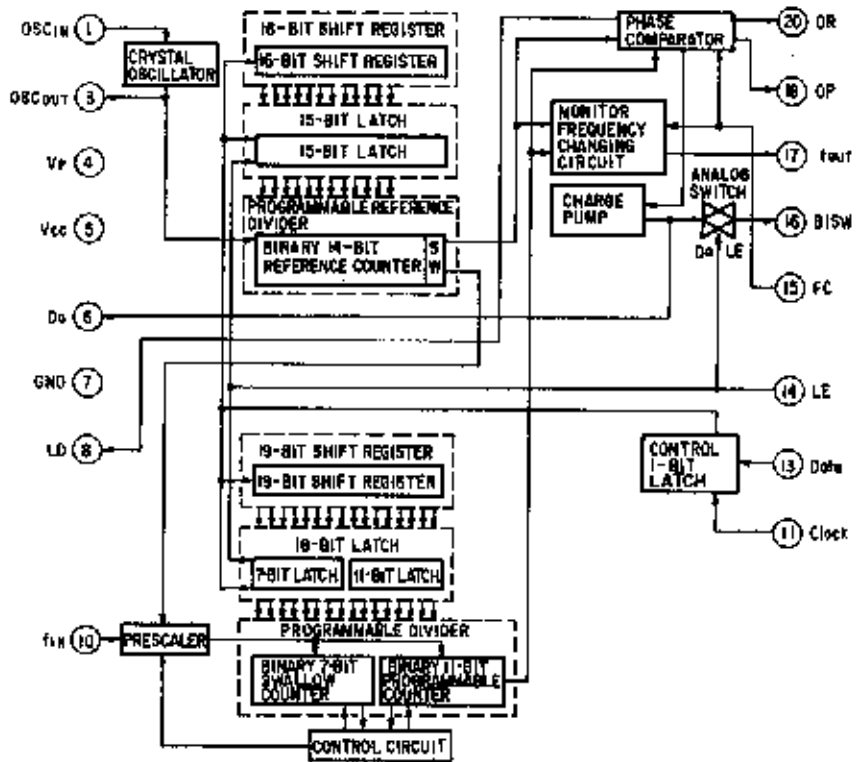 OSCIN 1
CRYSTAL
OSCILLATOR
OSCOUT 3
VP 4
VCC 5
Do 6
GND 7
LD 8
fIN 10
PRESCALER
16-BIT SHIFT REGISTER
16-BIT SHIFT REGISTER
15-BIT LATCH
15-BIT LATCH
PROGRAMMABLE REFERENCE
DIVIDER
BINARY 14-BIT
REFERENCE COUNTER
S
W
19-BIT SHIFT REGISTER
19-BIT SHIFT REGISTER
18-BIT LATCH
7-BIT LATCH
11-BIT LATCH
PROGRAMMABLE DIVIDER
BINARY 7-BIT
SWALLOW
COUNTER
BINARY 11-BIT
PROGRAMMABLE
COUNTER
CONTROL CIRCUIT
PHASE
COMPARATOR
MONITOR
FREQUENCY
CHANGING
CIRCUIT
CHARGE
PUMP
ANALOG
SWITCH
Do LE
CONTROL
1-BIT
LATCH
20 OR
18 OP
17 fout
16 BISW
15 FC
14 LE
13 Data
11 Clock